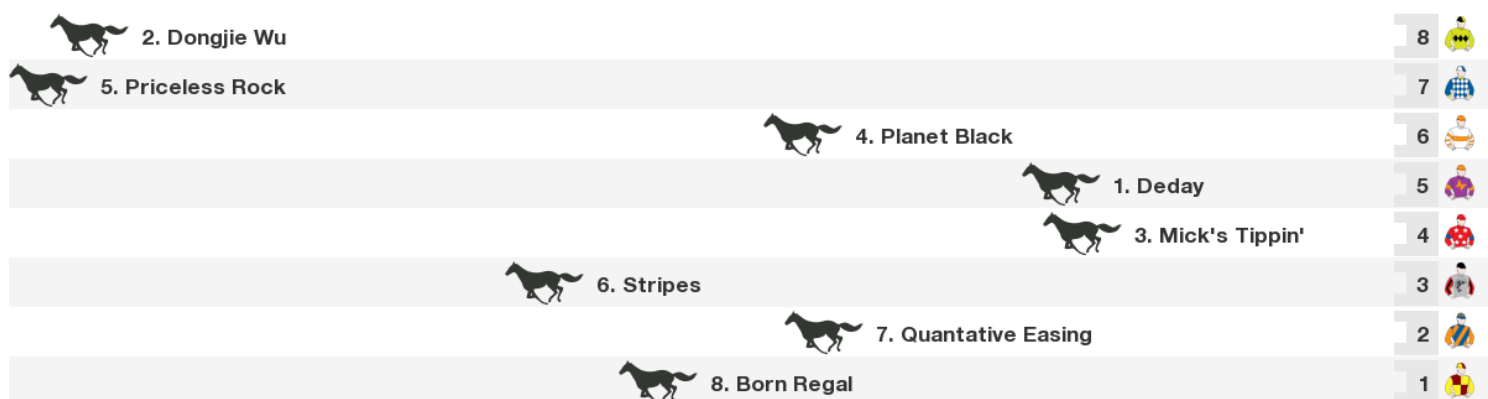 2. Dongjie Wu 8
5. Priceless Rock 7
4. Planet Black 6
1. Deday 5
3. Mick's Tippin' 4
6. Stripes 3
7. Quantative Easing 2
8. Born Regal 1